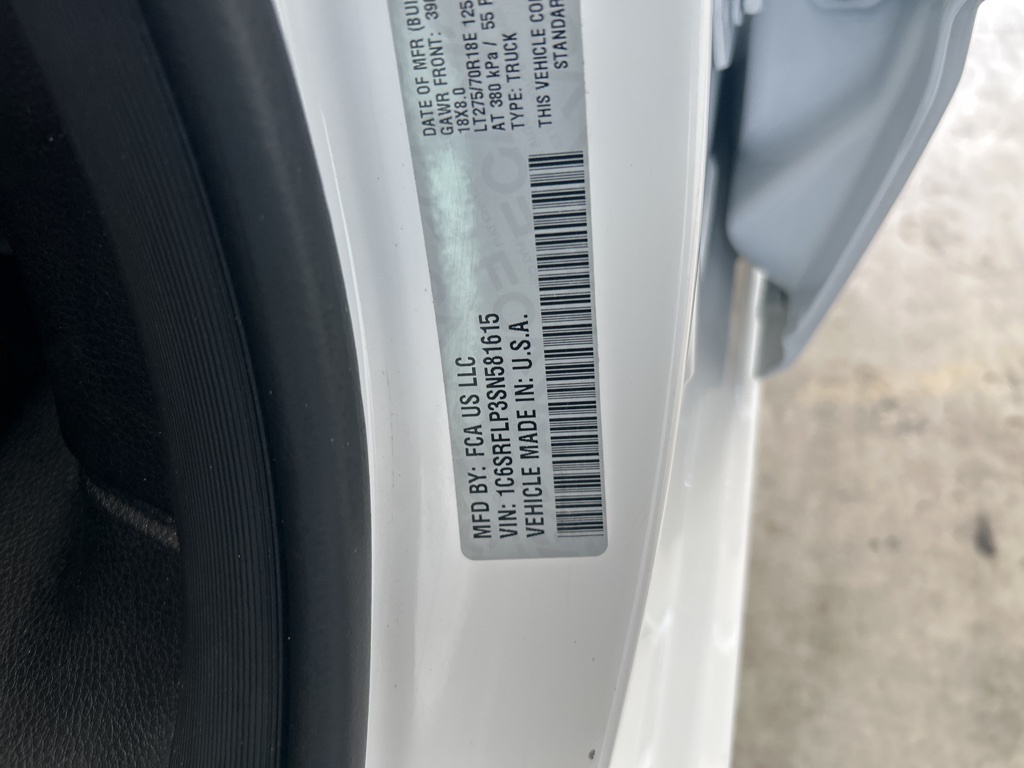 DATE OF MFR
GAWR FRONT:
18X8.0
LT275/70R18E 125
AT 380 kPa / 55
TYPE: TRUCK
THIS VEHICLE
MFD BY: FCA US LLC
VIN: 1C6SRFLP3SN581615
VEHICLE MADE IN: U.S.A.